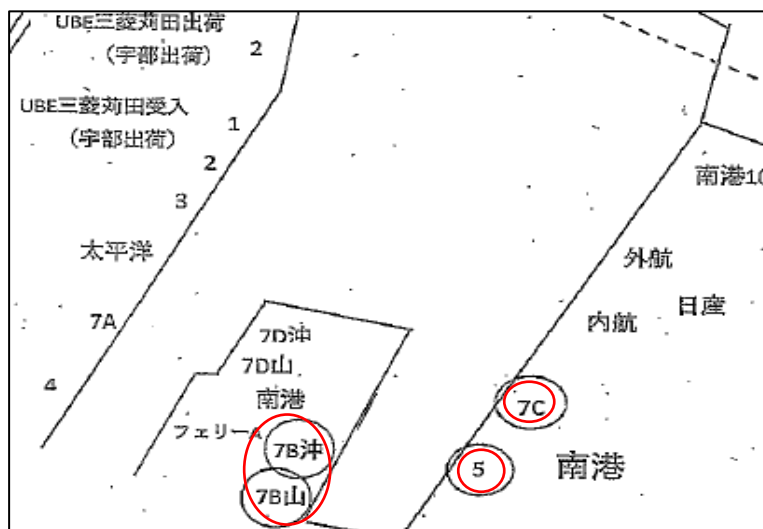 UBE三菱苅田出荷
（宇部出荷）
2
UBE三菱苅田受入
（宇部出荷）
1
2
3
太平洋
7A
4
7D沖
7D山
南港
フェリー
7B沖
7B山
南港10
外航
内航
日産
7C
5
南港